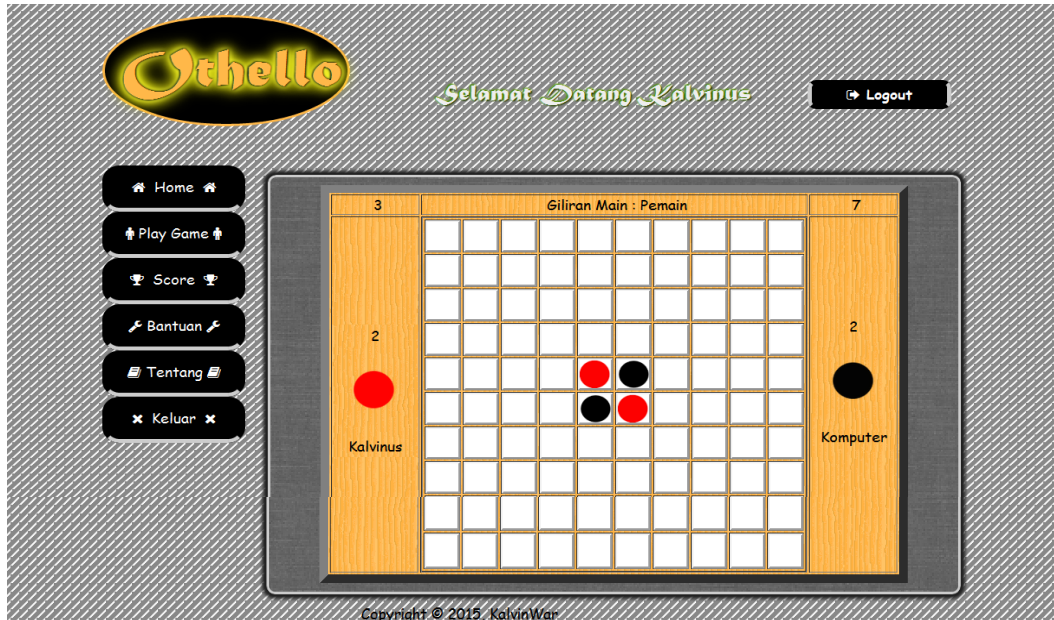 Othello
Selamat Datang Kalvinus
Logout
Home
Play Game
Score
Bantuan
Tentang
Keluar
3
Giliran Main : Pemain
7
2
Kalvinus
2
Komputer
Copyright © 2015, KalvinWar